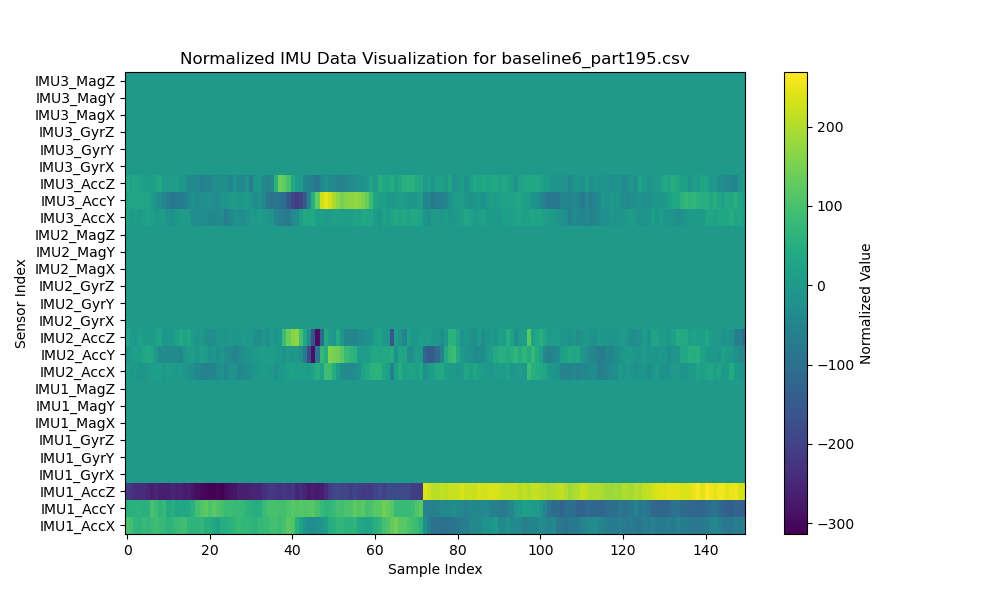 Normalized IMU Data Visualization for baseline6_part195.csv
IMU3_MagZ
IMU3_MagY
IMU3_MagX
IMU3_GyrZ
IMU3_GyrY
IMU3_GyrX
IMU3_AccZ
IMU3_AccY
IMU3_AccX
IMU2_MagZ
IMU2_MagY
IMU2_MagX
IMU2_GyrZ
IMU2_GyrY
IMU2_GyrX
IMU2_AccZ
IMU2_AccY
IMU2_AccX
IMU1_MagZ
IMU1_MagY
IMU1_MagX
IMU1_GyrZ
IMU1_GyrY
IMU1_GyrX
IMU1_AccZ
IMU1_AccY
IMU1_AccX
Sensor Index
0 20 40 60 80 100 120 140
Sample Index
200
100
0
−100
−200
−300
Normalized Value